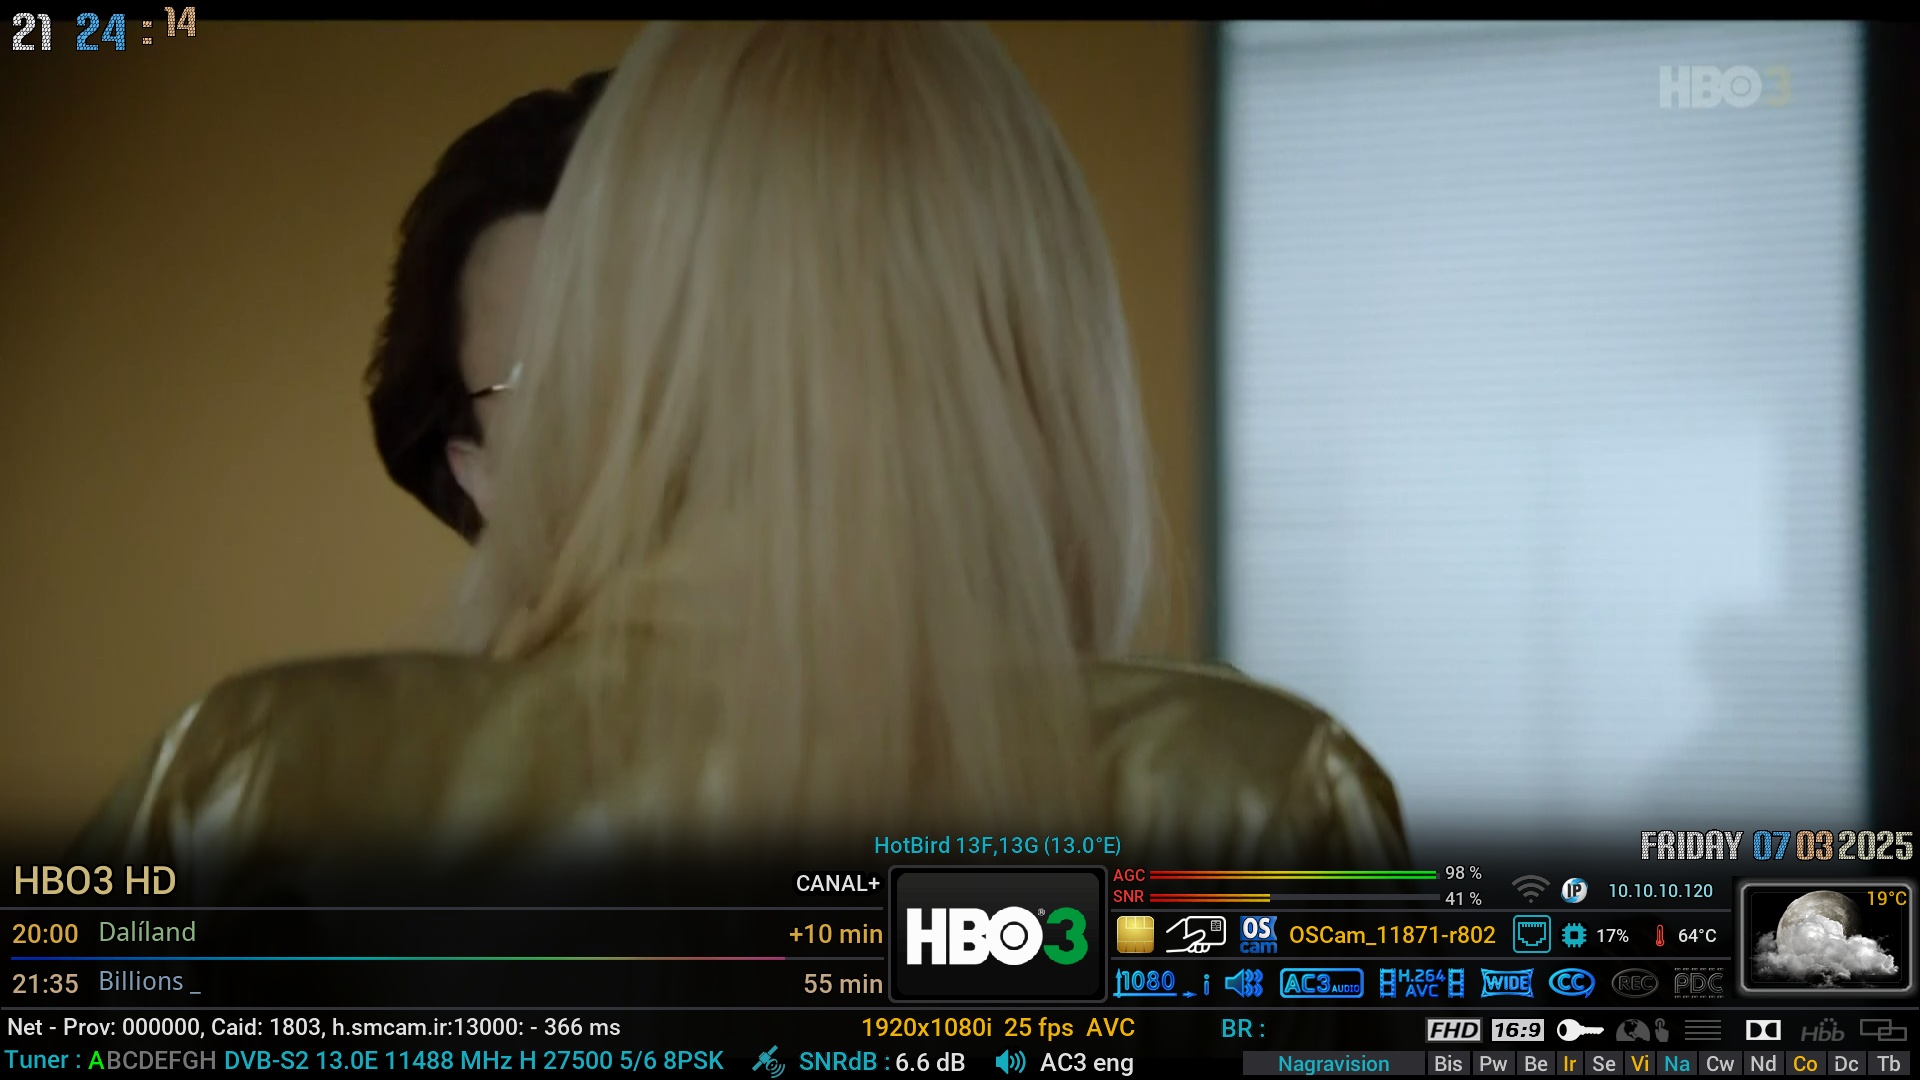 21 24 : 14
HBO 3
HotBird 13F,13G (13.0°E)
FRIDAY 07 03 2025
HBO3 HD
CANAL+
HBO®3
AGC 98 %
SNR 41 %
IP 10.10.10.120
19°C
20:00 Dalíland +10 min
OS cam OSCam_11871-r802 17% 64°C
21:35 Billions _ 55 min
1080 i AC3 AUDIO H.264 AVC WIDE CC REC PDC
Net - Prov: 000000, Caid: 1803, h.smcam.ir:13000: - 366 ms 1920x1080i 25 fps AVC BR : FHD 16:9 Hbb
Tuner : ABCDEFGH DVB-S2 13.0E 11488 MHz H 27500 5/6 8PSK SNRdB : 6.6 dB AC3 eng Nagravision Bis Pw Be Ir Se Vi Na Cw Nd Co Dc Tb